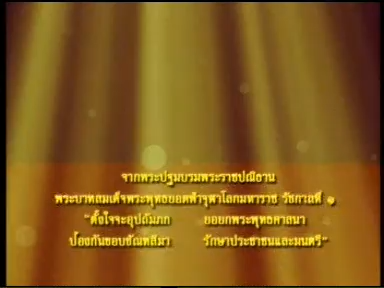 จากพระปฐมบรมพระราชปณิธาน
พระบาทสมเด็จพระพุทธยอดฟ้าจุฬาโลกมหาราช รัชกาลที่ ๑
"ตั้งใจจะอุปถัมภก ยอยกพระพุทธศาสนา
ป้องกันขอบขัณฑสีมา รักษาประชาชนและมนตรี"